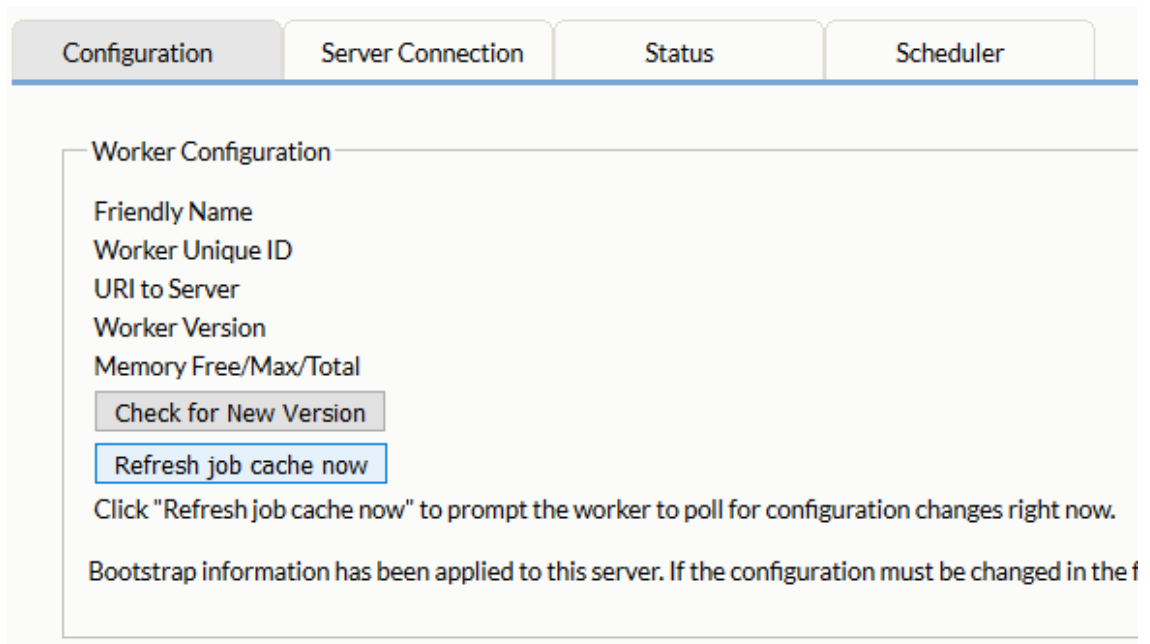 Configuration Server Connection Status Scheduler
Worker Configuration
Friendly Name
Worker Unique ID
URI to Server
Worker Version
Memory Free/Max/Total
Check for New Version
Refresh job cache now
Click "Refresh job cache now" to prompt the worker to poll for configuration changes right now.
Bootstrap information has been applied to this server. If the configuration must be changed in the